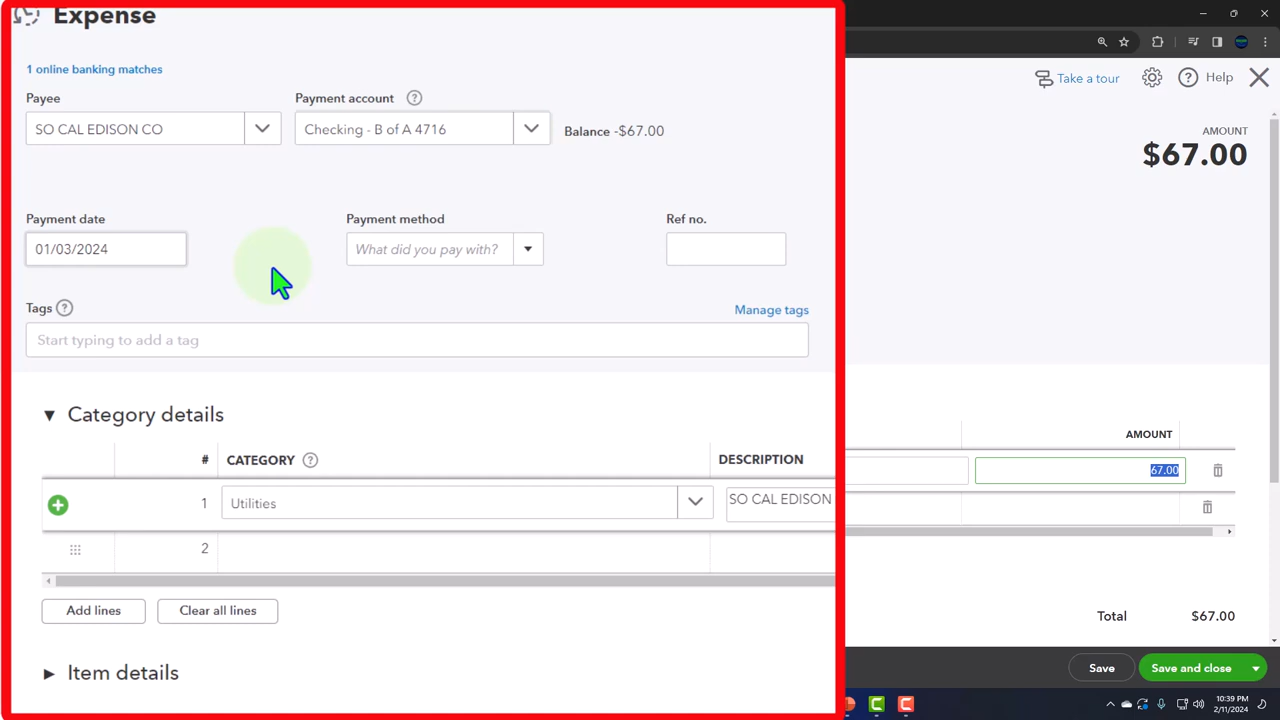 Expense
Take a tour
Help
1 online banking matches
Payee
Payment account
SO CAL EDISON CO
Checking - B of A 4716
Balance -$67.00
AMOUNT
$67.00
Payment date
Payment method
Ref no.
01/03/2024
What did you pay with?
Tags
Manage tags
Start typing to add a tag
Category details
# CATEGORY DESCRIPTION AMOUNT
1 Utilities SO CAL EDISON 67.00
2
Add lines
Clear all lines
Total $67.00
Item details
Save
Save and close
10:39 PM
2/11/2024